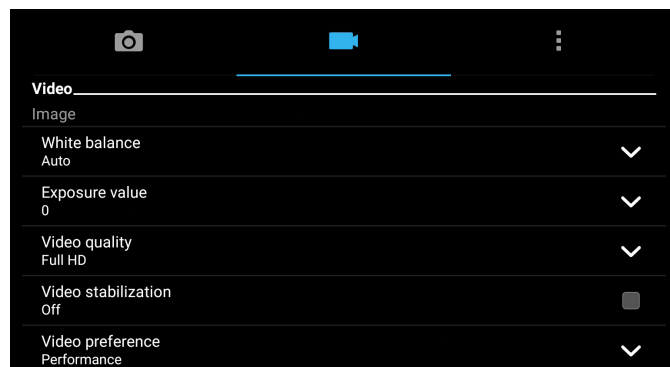 Video
Image
White balance
Auto
Exposure value
0
Video quality
Full HD
Video stabilization
Off
Video preference
Performance